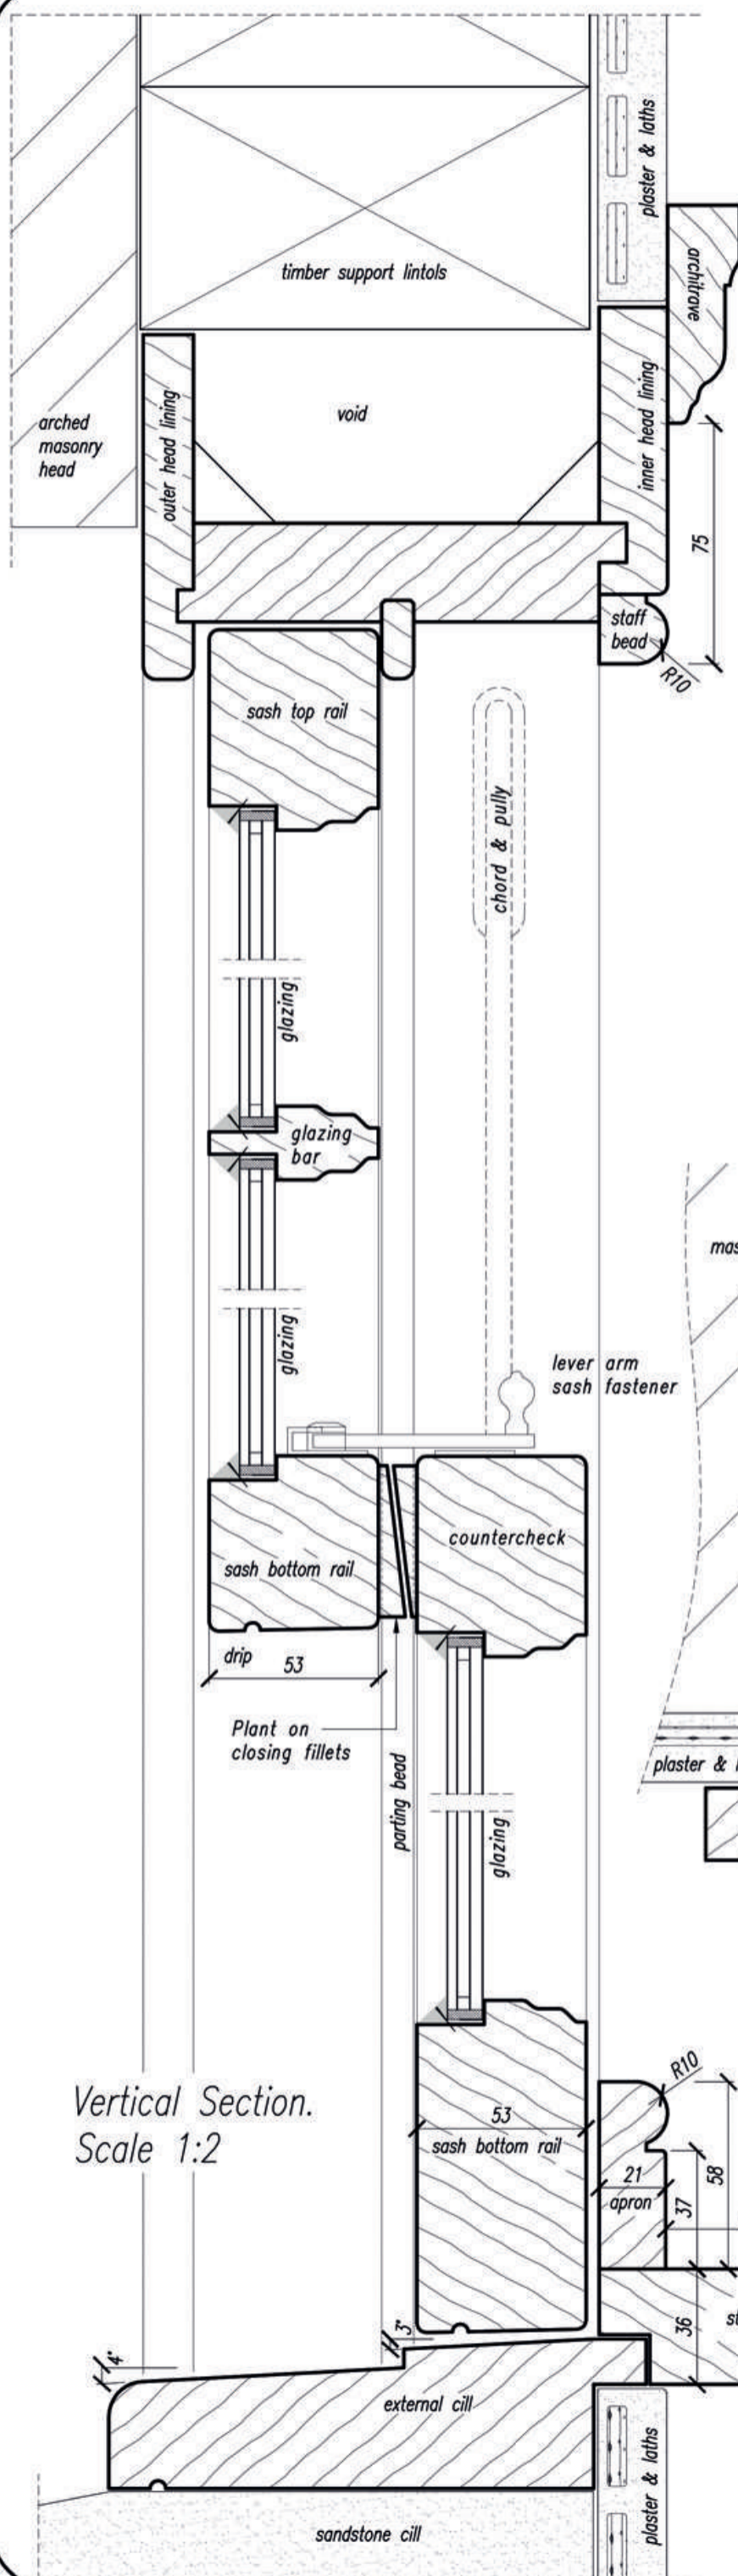 plaster & laths
timber support lintols
architrave
arched
masonry
head
outer head lining
void
inner head lining
75
staff
bead
R10
sash top rail
chord & pully
glazing
glazing
bar
glazing
lever arm
sash fastener
countercheck
sash bottom rail
drip
53
Plant on
closing fillets
plaster &
parting bead
glazing
Vertical Section.
Scale 1:2
R10
53
sash bottom rail
21
apron
37
58
36
3°
4°
external cill
plaster & laths
sandstone cill